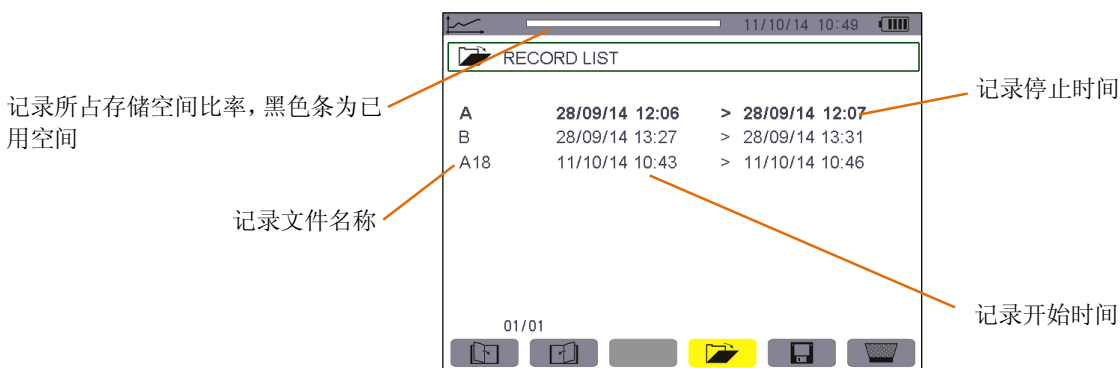 11/10/14 10:49
RECORD LIST
记录所占存储空间比率，黑色条为已
用空间
记录停止时间
A 28/09/14 12:06 > 28/09/14 12:07
B 28/09/14 13:27 > 28/09/14 13:31
A18 11/10/14 10:43 > 11/10/14 10:46
记录文件名称
记录开始时间
01/01